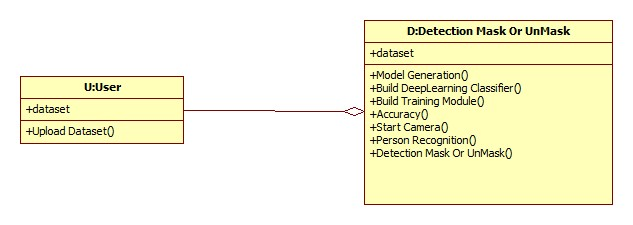 U:User
+dataset
+Upload Dataset()
D:Detection Mask Or UnMask
+dataset
+Model Generation()
+Build DeepLearning Classifier()
+Build Training Module()
+Accuracy()
+Start Camera()
+Person Recognition()
+Detection Mask Or UnMask()